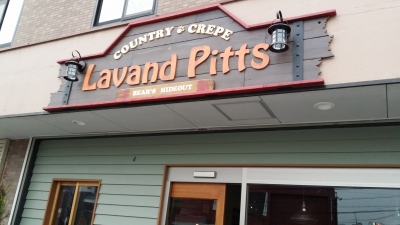 COUNTRY & CREPE
Lavand Pitts
BEAR'S HIDEOUT